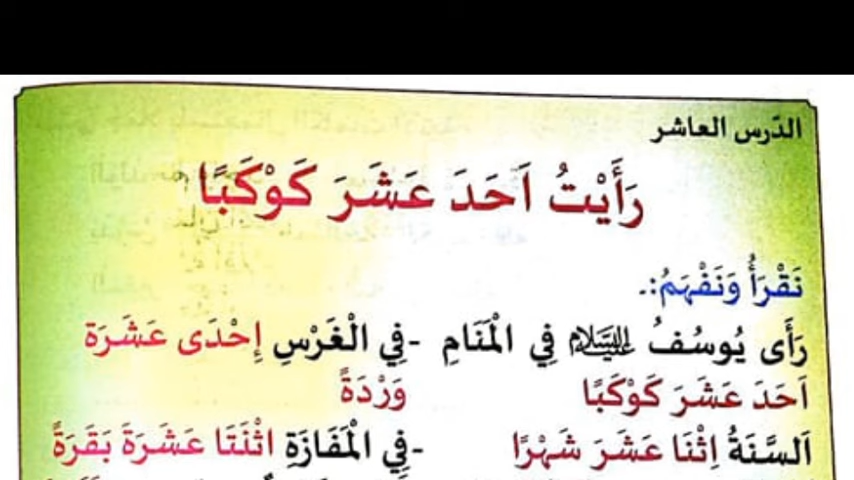 الدّرس العاشر
رَأَيْتُ اَحَدَ عَشَرَ كَوْكَبًا
نَقْرَأُ وَنَفْهَمُ:.
رَأَى يُوسُفُ عليه السلام فِي الْمَنَامِ -فِي الْغَرْسِ إِحْدَى عَشَرَة
اَحَدَ عَشَرَ كَوْكَبًا وَرْدَةً
اَلسَّنَةُ اِثْنَا عَشَرَ شَهْرًا -فِي الْمَفَازَةِ اثْنَتَا عَشَرَةَ بَقَرَةً